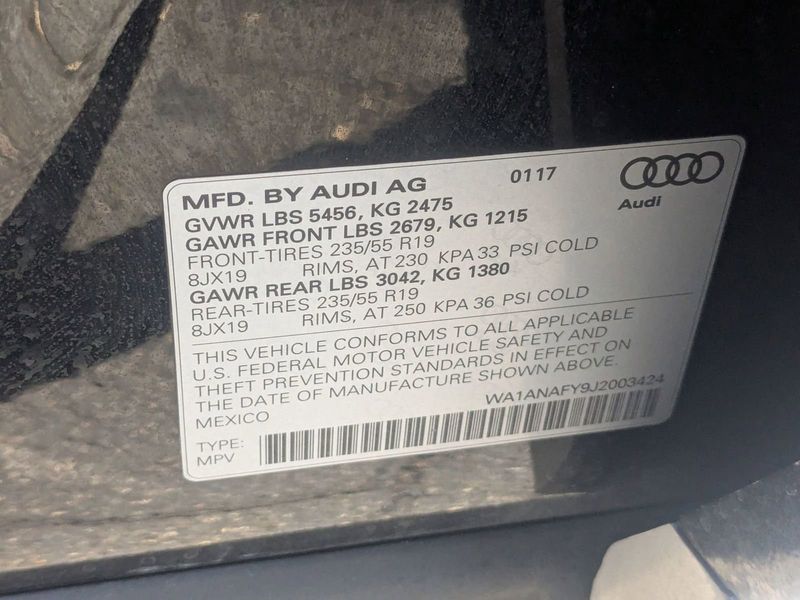 MFD. BY AUDI AG 0117
Audi
GVWR LBS 5456, KG 2475
GAWR FRONT LBS 2679, KG 1215
FRONT-TIRES 235/55 R19
8JX19 RIMS, AT 230 KPA 33 PSI COLD
GAWR REAR LBS 3042, KG 1380
REAR-TIRES 235/55 R19
8JX19 RIMS, AT 250 KPA 36 PSI COLD
THIS VEHICLE CONFORMS TO ALL APPLICABLE
U.S. FEDERAL MOTOR VEHICLE SAFETY AND
THEFT PREVENTION STANDARDS IN EFFECT ON
THE DATE OF MANUFACTURE SHOWN ABOVE.
MEXICO WA1ANAFY9J2003424
TYPE:
MPV